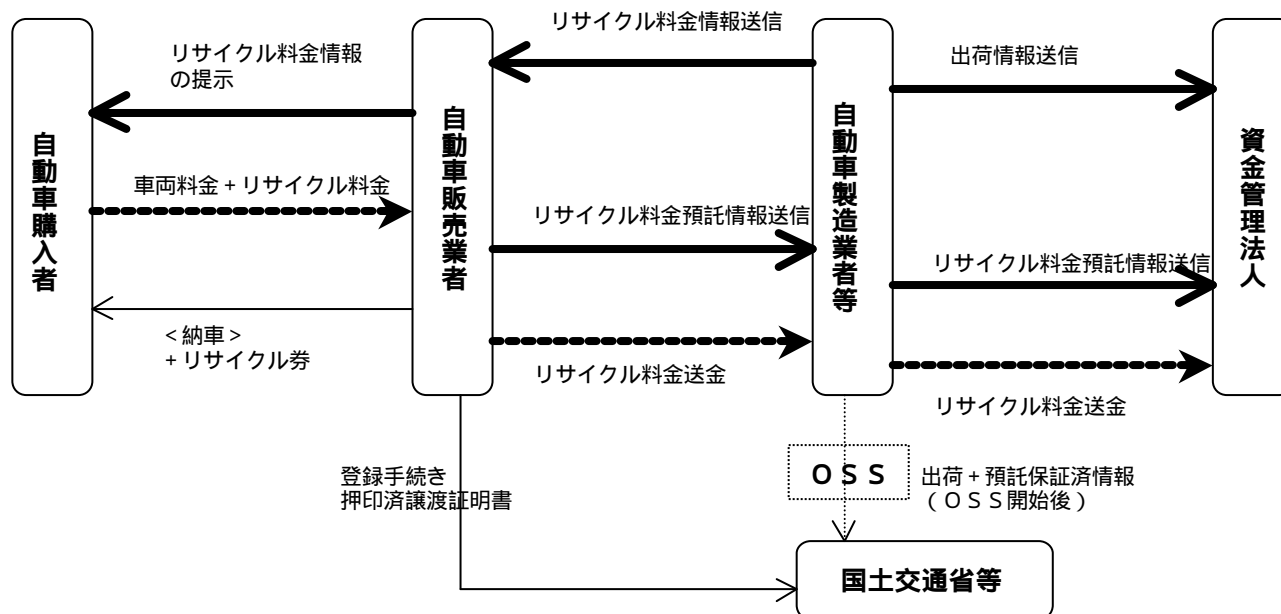 リサイクル料金情報送信
リサイクル料金情報
の提示
出荷情報送信
自動車購入者
自動車販売業者
自動車製造業者等
資金管理法人
車両料金+リサイクル料金
リサイクル料金預託情報送信
リサイクル料金預託情報送信
<納車>
+リサイクル券
リサイクル料金送金
リサイクル料金送金
登録手続き
押印済譲渡証明書
OSS
出荷+預託保証済情報
(OSS開始後)
国土交通省等